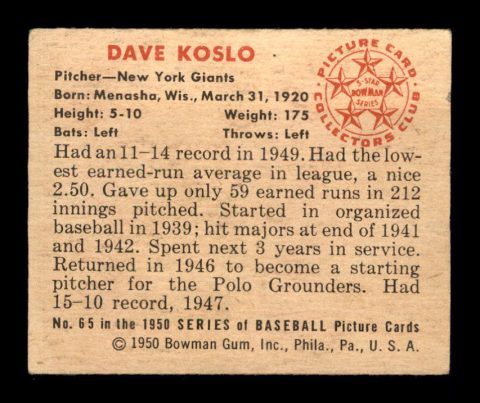 DAVE KOSLO
Pitcher—New York Giants
Born: Menasha, Wis., March 31, 1920
Height: 5-10 Weight: 175
Bats: Left Throws: Left
PICTURE CARD
COLLECTORS CLUB
5-STAR
BOWMAN
SERIES
Had an 11-14 record in 1949. Had the low-
est earned-run average in league, a nice
2.50. Gave up only 59 earned runs in 212
innings pitched. Started in organized
baseball in 1939; hit majors at end of 1941
and 1942. Spent next 3 years in service.
Returned in 1946 to become a starting
pitcher for the Polo Grounders. Had
15-10 record, 1947.
No. 65 in the 1950 SERIES of BASEBALL Picture Cards
© 1950 Bowman Gum, Inc., Phila., Pa., U. S. A.